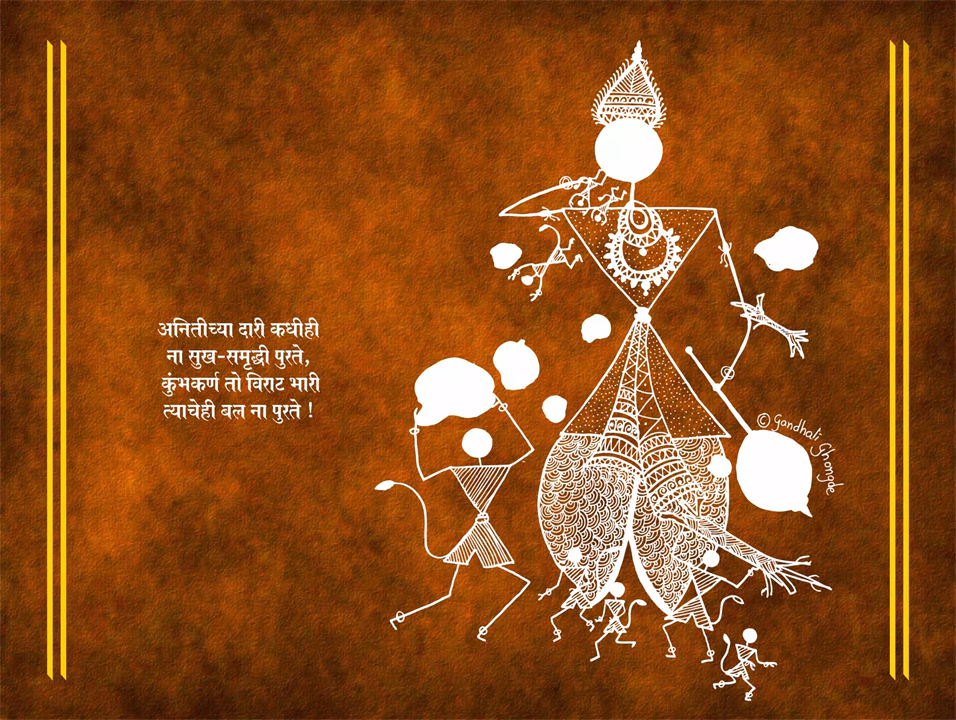 अनितीच्या दारी कधीही
ना सुख-समृद्धी पुरते,
कुंभकर्ण तो विराट भारी
त्याचेही बल ना पुरते !
© Gandhali Ghongde